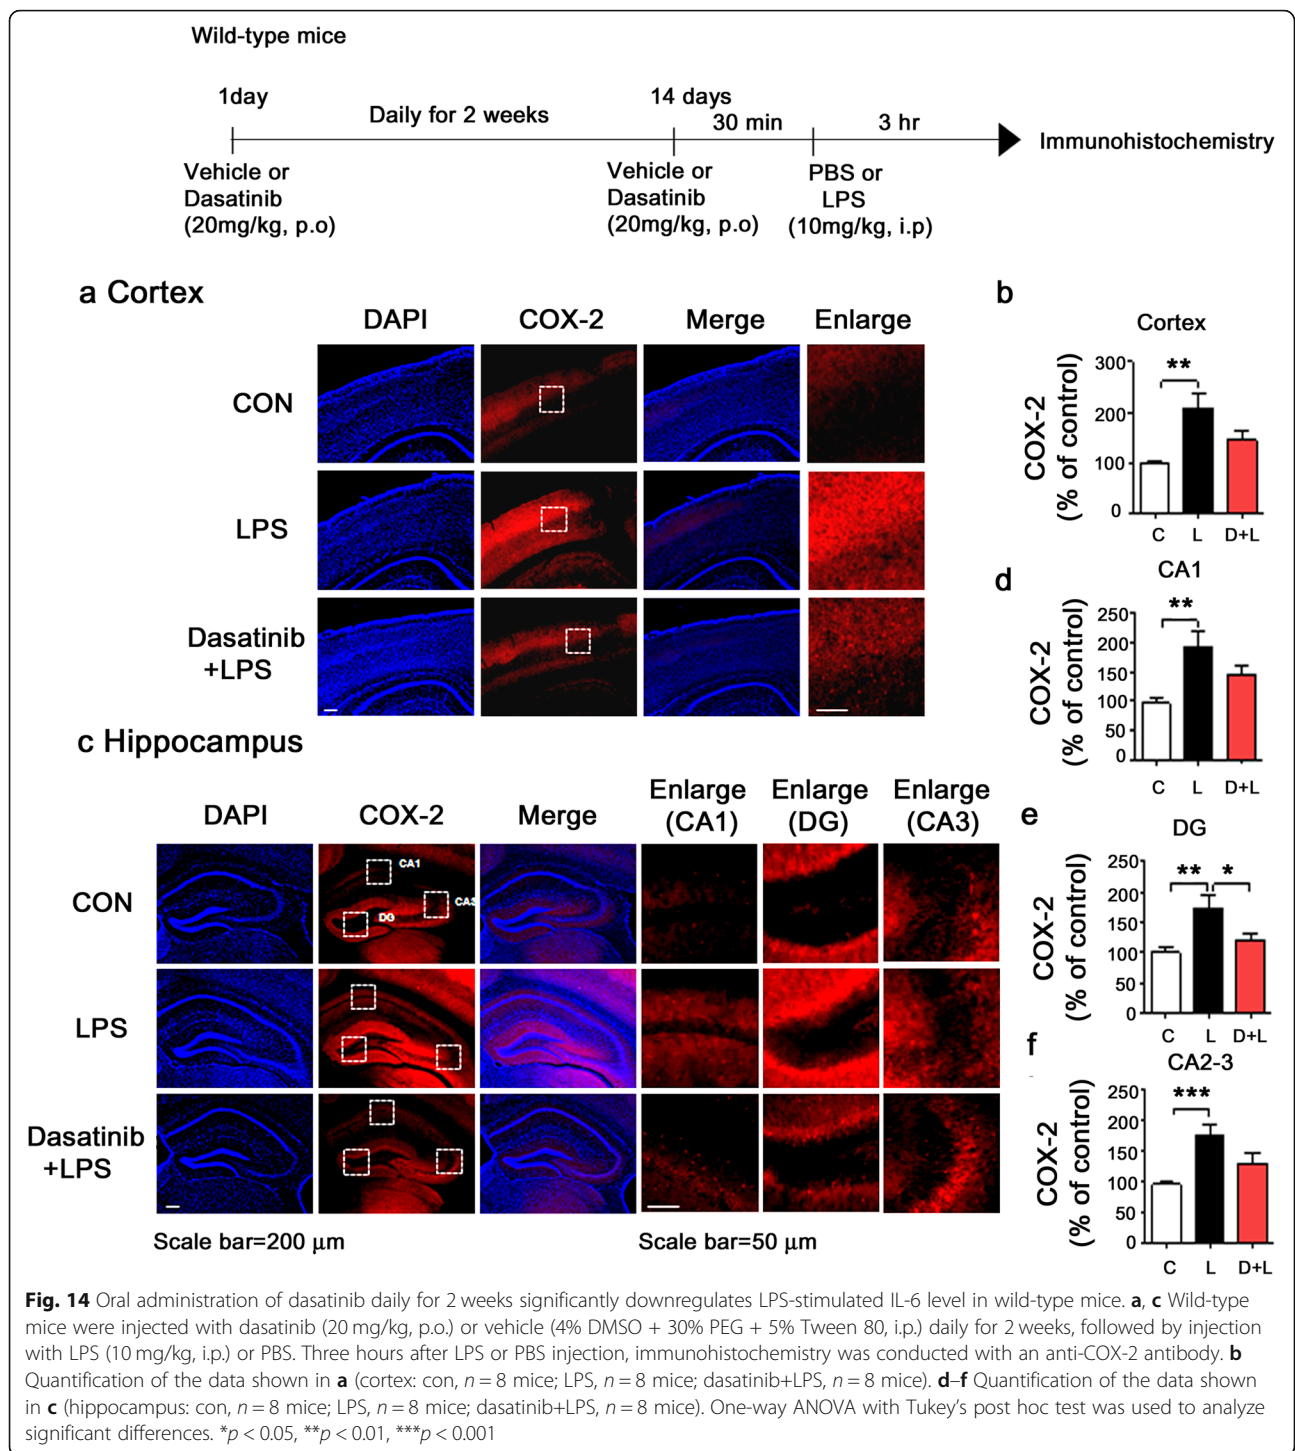 Wild-type mice
1day
Daily for 2 weeks
14 days
30 min
3 hr
Immunohistochemistry
Vehicle or
Dasatinib
(20mg/kg, p.o)
Vehicle or
Dasatinib
(20mg/kg, p.o)
PBS or
LPS
(10mg/kg, i.p)
a Cortex
DAPI
COX-2
Merge
Enlarge
CON
LPS
Dasatinib
+LPS
b
Cortex
COX-2
(% of control)
300
200
100
0
C
L
D+L
**
c Hippocampus
DAPI
COX-2
Merge
Enlarge
(CA1)
Enlarge
(DG)
Enlarge
(CA3)
CON
LPS
Dasatinib
+LPS
CA1
CA3
DG
Scale bar=200 µm
Scale bar=50 µm
d
CA1
COX-2
(% of control)
250
200
150
100
50
0
C
L
D+L
**
e
DG
COX-2
(% of control)
250
200
150
100
50
0
C
L
D+L
**
*
f
CA2-3
COX-2
(% of control)
250
200
150
100
50
0
C
L
D+L
***
Fig. 14 Oral administration of dasatinib daily for 2 weeks significantly downregulates LPS-stimulated IL-6 level in wild-type mice. a, c Wild-type
mice were injected with dasatinib (20 mg/kg, p.o.) or vehicle (4% DMSO + 30% PEG + 5% Tween 80, i.p.) daily for 2 weeks, followed by injection
with LPS (10 mg/kg, i.p.) or PBS. Three hours after LPS or PBS injection, immunohistochemistry was conducted with an anti-COX-2 antibody. b
Quantification of the data shown in a (cortex: con, n = 8 mice; LPS, n = 8 mice; dasatinib+LPS, n = 8 mice). d–f Quantification of the data shown
in c (hippocampus: con, n = 8 mice; LPS, n = 8 mice; dasatinib+LPS, n = 8 mice). One-way ANOVA with Tukey's post hoc test was used to analyze
significant differences. *p < 0.05, **p < 0.01, ***p < 0.001